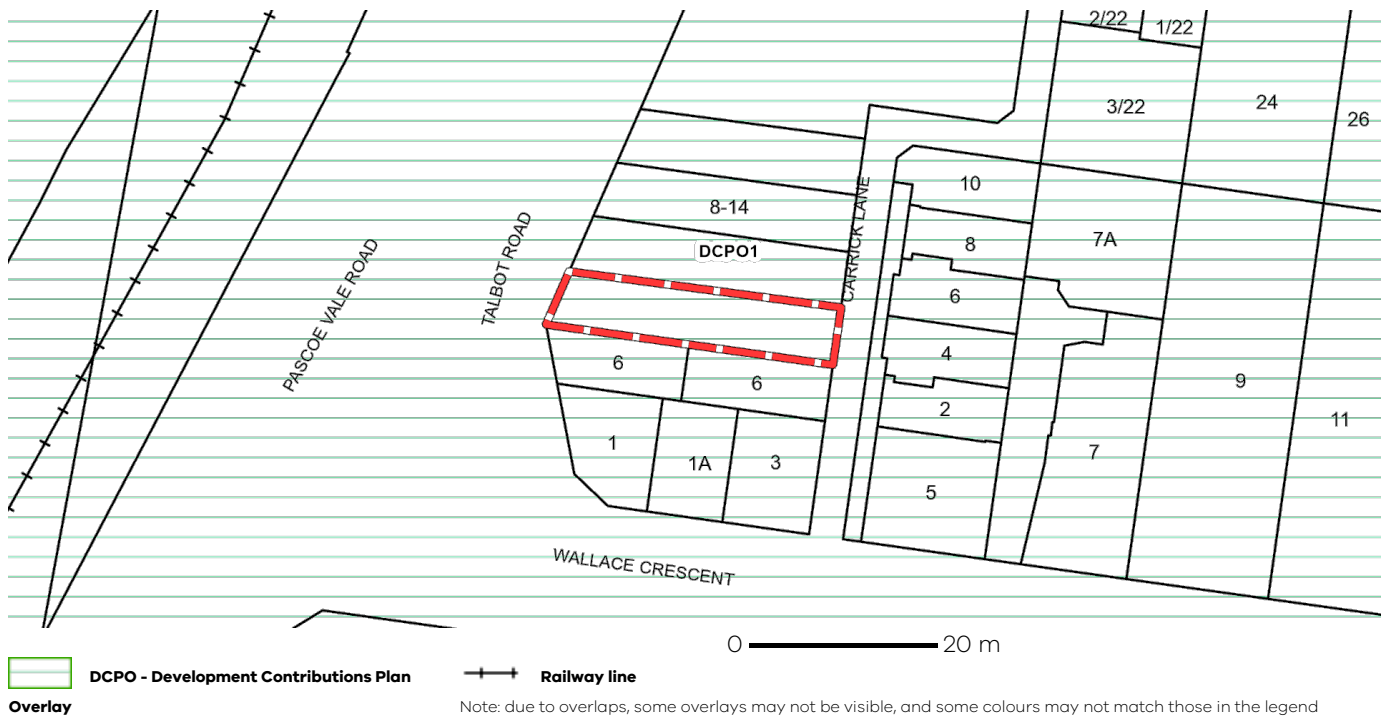 2/22
1/22
24
3/22
26
10
8-14
7A
8
DCPO1
CARRICK LANE
TALBOT ROAD
PASCOE VALE ROAD
6
4
6
6
9
2
11
1
1A
3
7
5
WALLACE CRESCENT
0 20 m
DCPO - Development Contributions Plan Railway line
Overlay Note: due to overlaps, some overlays may not be visible, and some colours may not match those in the legend